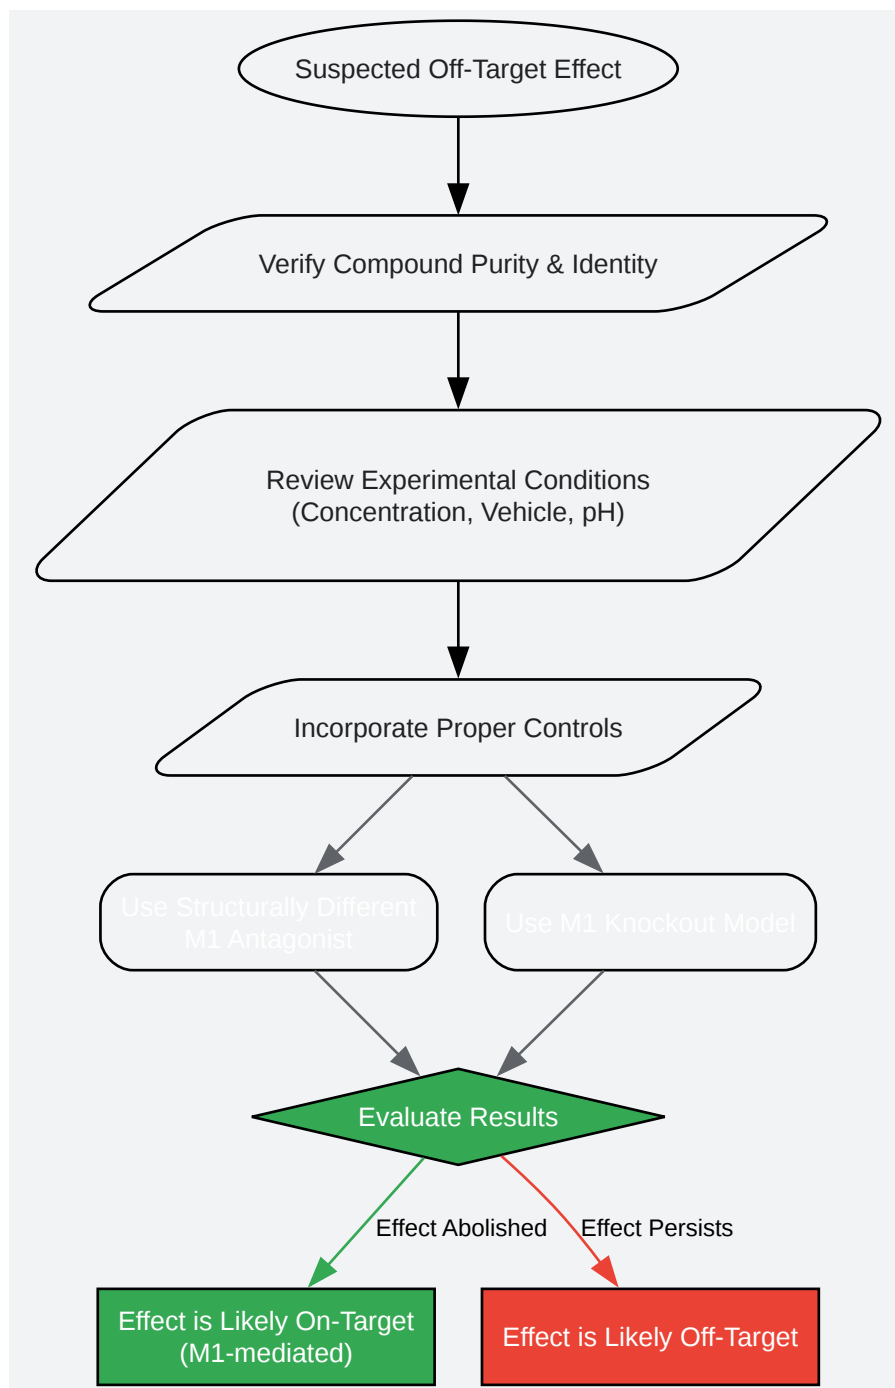 Suspected Off-Target Effect
Verify Compound Purity & Identity
Review Experimental Conditions
(Concentration, Vehicle, pH)
Incorporate Proper Controls
Use Structurally Different
M1 Antagonist
Use M1 Knockout Model
Evaluate Results
Effect Abolished
Effect Persists
Effect is Likely On-Target
(M1-mediated)
Effect is Likely Off-Target